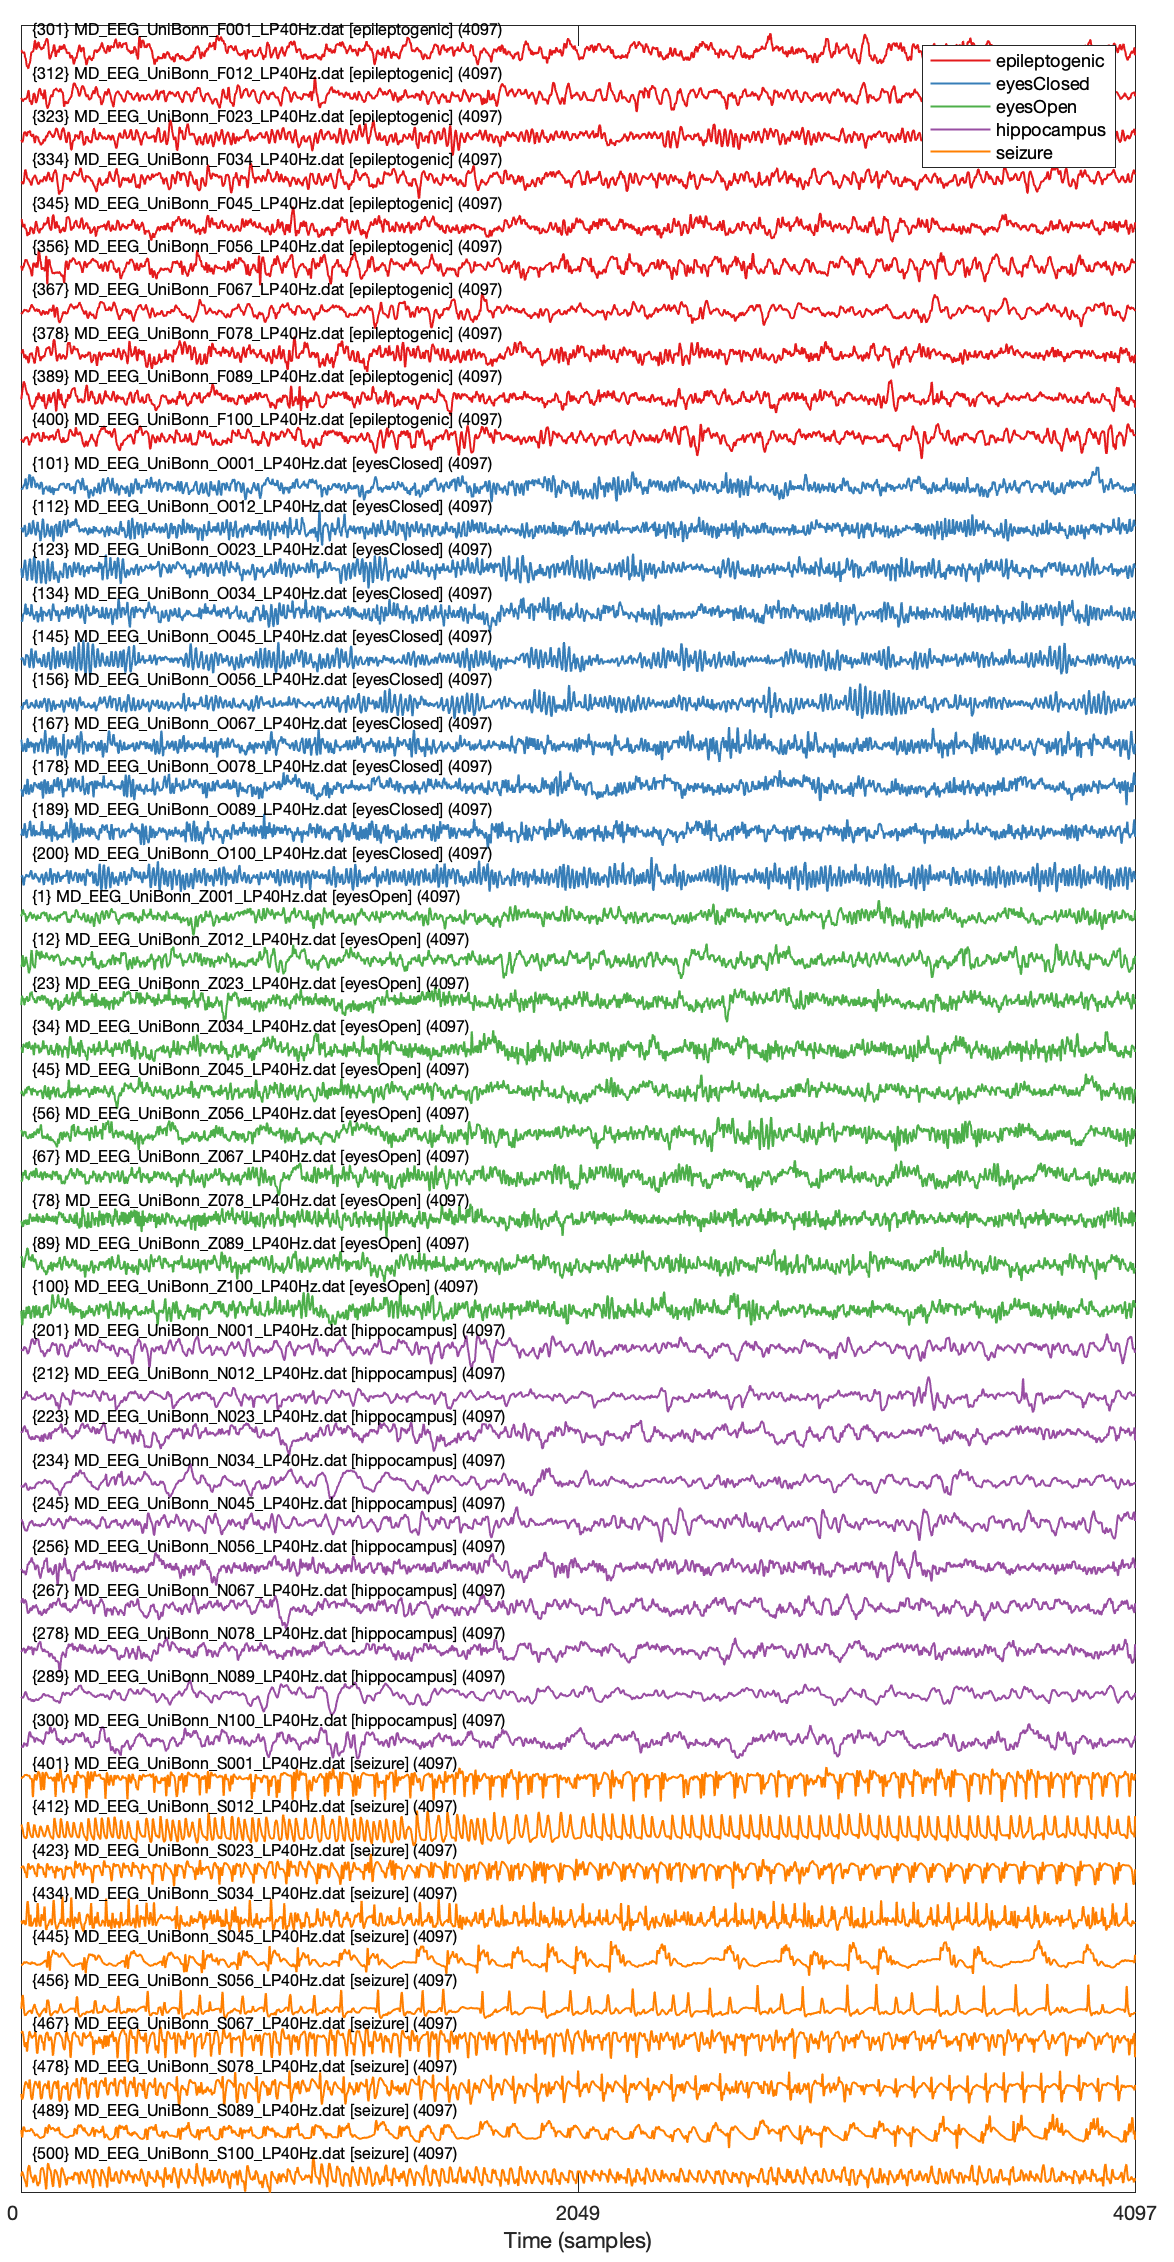 {301} MD_EEG_UniBonn_F001_LP40Hz.dat [epileptogenic] (4097)
{312} MD_EEG_UniBonn_F012_LP40Hz.dat [epileptogenic] (4097)
{323} MD_EEG_UniBonn_F023_LP40Hz.dat [epileptogenic] (4097)
{334} MD_EEG_UniBonn_F034_LP40Hz.dat [epileptogenic] (4097)
{345} MD_EEG_UniBonn_F045_LP40Hz.dat [epileptogenic] (4097)
{356} MD_EEG_UniBonn_F056_LP40Hz.dat [epileptogenic] (4097)
{367} MD_EEG_UniBonn_F067_LP40Hz.dat [epileptogenic] (4097)
{378} MD_EEG_UniBonn_F078_LP40Hz.dat [epileptogenic] (4097)
{389} MD_EEG_UniBonn_F089_LP40Hz.dat [epileptogenic] (4097)
{400} MD_EEG_UniBonn_F100_LP40Hz.dat [epileptogenic] (4097)
{101} MD_EEG_UniBonn_O001_LP40Hz.dat [eyesClosed] (4097)
{112} MD_EEG_UniBonn_O012_LP40Hz.dat [eyesClosed] (4097)
{123} MD_EEG_UniBonn_O023_LP40Hz.dat [eyesClosed] (4097)
{134} MD_EEG_UniBonn_O034_LP40Hz.dat [eyesClosed] (4097)
{145} MD_EEG_UniBonn_O045_LP40Hz.dat [eyesClosed] (4097)
{156} MD_EEG_UniBonn_O056_LP40Hz.dat [eyesClosed] (4097)
{167} MD_EEG_UniBonn_O067_LP40Hz.dat [eyesClosed] (4097)
{178} MD_EEG_UniBonn_O078_LP40Hz.dat [eyesClosed] (4097)
{189} MD_EEG_UniBonn_O089_LP40Hz.dat [eyesClosed] (4097)
{200} MD_EEG_UniBonn_O100_LP40Hz.dat [eyesClosed] (4097)
{1} MD_EEG_UniBonn_Z001_LP40Hz.dat [eyesOpen] (4097)
{12} MD_EEG_UniBonn_Z012_LP40Hz.dat [eyesOpen] (4097)
{23} MD_EEG_UniBonn_Z023_LP40Hz.dat [eyesOpen] (4097)
{34} MD_EEG_UniBonn_Z034_LP40Hz.dat [eyesOpen] (4097)
{45} MD_EEG_UniBonn_Z045_LP40Hz.dat [eyesOpen] (4097)
{56} MD_EEG_UniBonn_Z056_LP40Hz.dat [eyesOpen] (4097)
{67} MD_EEG_UniBonn_Z067_LP40Hz.dat [eyesOpen] (4097)
{78} MD_EEG_UniBonn_Z078_LP40Hz.dat [eyesOpen] (4097)
{89} MD_EEG_UniBonn_Z089_LP40Hz.dat [eyesOpen] (4097)
{100} MD_EEG_UniBonn_Z100_LP40Hz.dat [eyesOpen] (4097)
{201} MD_EEG_UniBonn_N001_LP40Hz.dat [hippocampus] (4097)
{212} MD_EEG_UniBonn_N012_LP40Hz.dat [hippocampus] (4097)
{223} MD_EEG_UniBonn_N023_LP40Hz.dat [hippocampus] (4097)
{234} MD_EEG_UniBonn_N034_LP40Hz.dat [hippocampus] (4097)
{245} MD_EEG_UniBonn_N045_LP40Hz.dat [hippocampus] (4097)
{256} MD_EEG_UniBonn_N056_LP40Hz.dat [hippocampus] (4097)
{267} MD_EEG_UniBonn_N067_LP40Hz.dat [hippocampus] (4097)
{278} MD_EEG_UniBonn_N078_LP40Hz.dat [hippocampus] (4097)
{289} MD_EEG_UniBonn_N089_LP40Hz.dat [hippocampus] (4097)
{300} MD_EEG_UniBonn_N100_LP40Hz.dat [hippocampus] (4097)
{401} MD_EEG_UniBonn_S001_LP40Hz.dat [seizure] (4097)
{412} MD_EEG_UniBonn_S012_LP40Hz.dat [seizure] (4097)
{423} MD_EEG_UniBonn_S023_LP40Hz.dat [seizure] (4097)
{434} MD_EEG_UniBonn_S034_LP40Hz.dat [seizure] (4097)
{445} MD_EEG_UniBonn_S045_LP40Hz.dat [seizure] (4097)
{456} MD_EEG_UniBonn_S056_LP40Hz.dat [seizure] (4097)
{467} MD_EEG_UniBonn_S067_LP40Hz.dat [seizure] (4097)
{478} MD_EEG_UniBonn_S078_LP40Hz.dat [seizure] (4097)
{489} MD_EEG_UniBonn_S089_LP40Hz.dat [seizure] (4097)
{500} MD_EEG_UniBonn_S100_LP40Hz.dat [seizure] (4097)
epileptogenic
eyesClosed
eyesOpen
hippocampus
seizure
0 2049 4097
Time (samples)